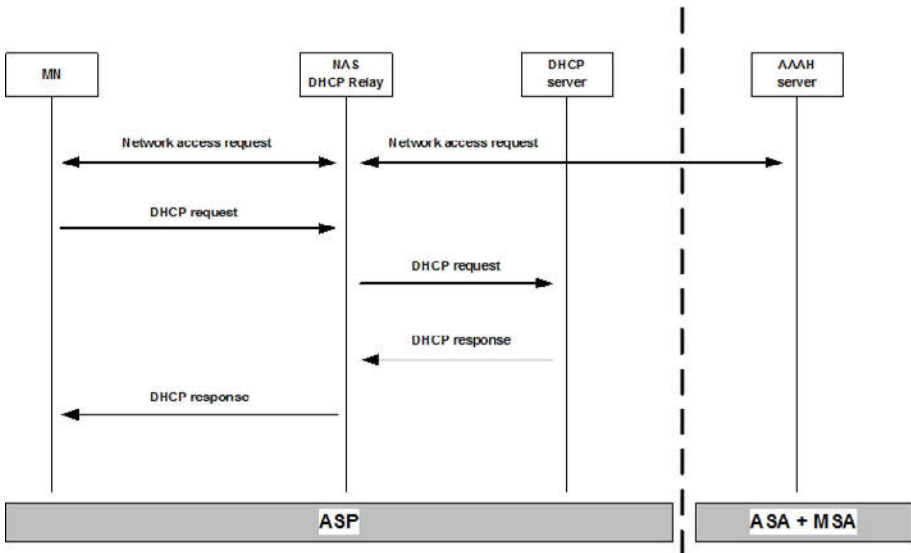 MN
NAS
DHCP Relay
DHCP
server
AAAH
server
Network access request
Network access request
DHCP request
DHCP request
DHCP response
DHCP response
ASP
ASA + MSA